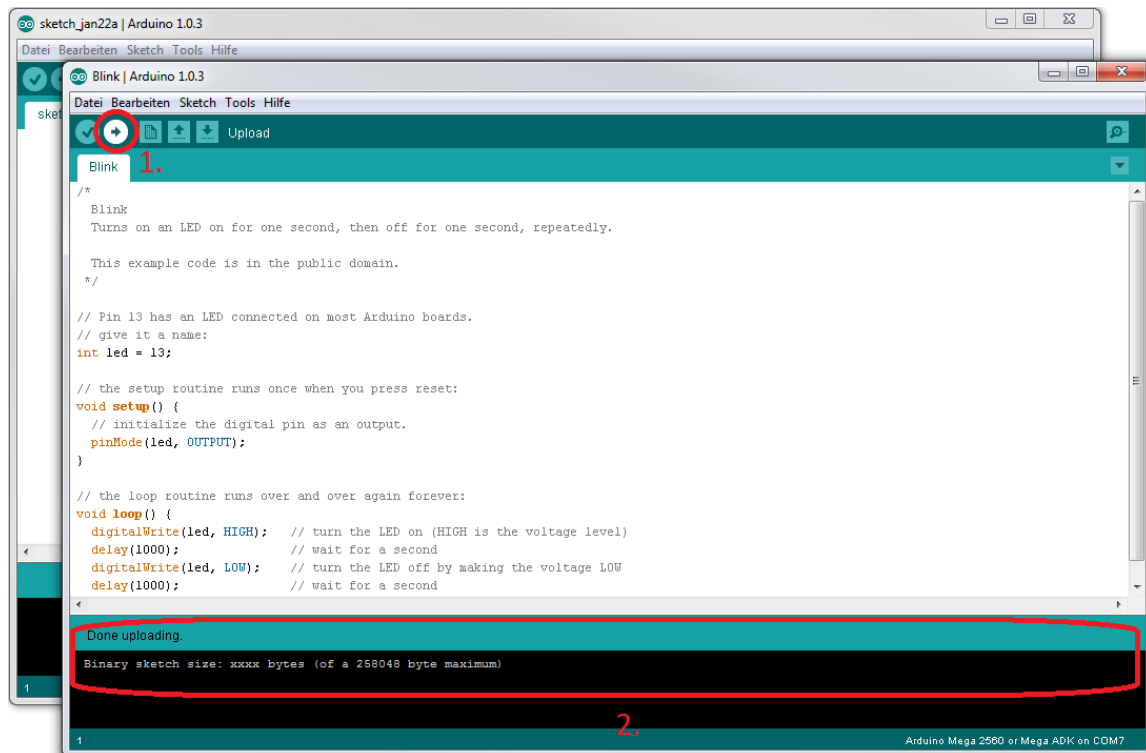 sketch_jan22a | Arduino 1.0.3
Datei Bearbeiten Sketch Tools Hilfe
sket
Blink | Arduino 1.0.3
Datei Bearbeiten Sketch Tools Hilfe
Upload
1.
Blink
/*
  Blink
  Turns on an LED on for one second, then off for one second, repeatedly.

  This example code is in the public domain.
 */

// Pin 13 has an LED connected on most Arduino boards.
// give it a name:
int led = 13;

// the setup routine runs once when you press reset:
void setup() {
  // initialize the digital pin as an output.
  pinMode(led, OUTPUT);
}

// the loop routine runs over and over again forever:
void loop() {
  digitalWrite(led, HIGH);   // turn the LED on (HIGH is the voltage level)
  delay(1000);               // wait for a second
  digitalWrite(led, LOW);    // turn the LED off by making the voltage LOW
  delay(1000);               // wait for a second
Done uploading.
Binary sketch size: xxxx bytes (of a 258048 byte maximum)
1
2.
1
Arduino Mega 2560 or Mega ADK on COM7